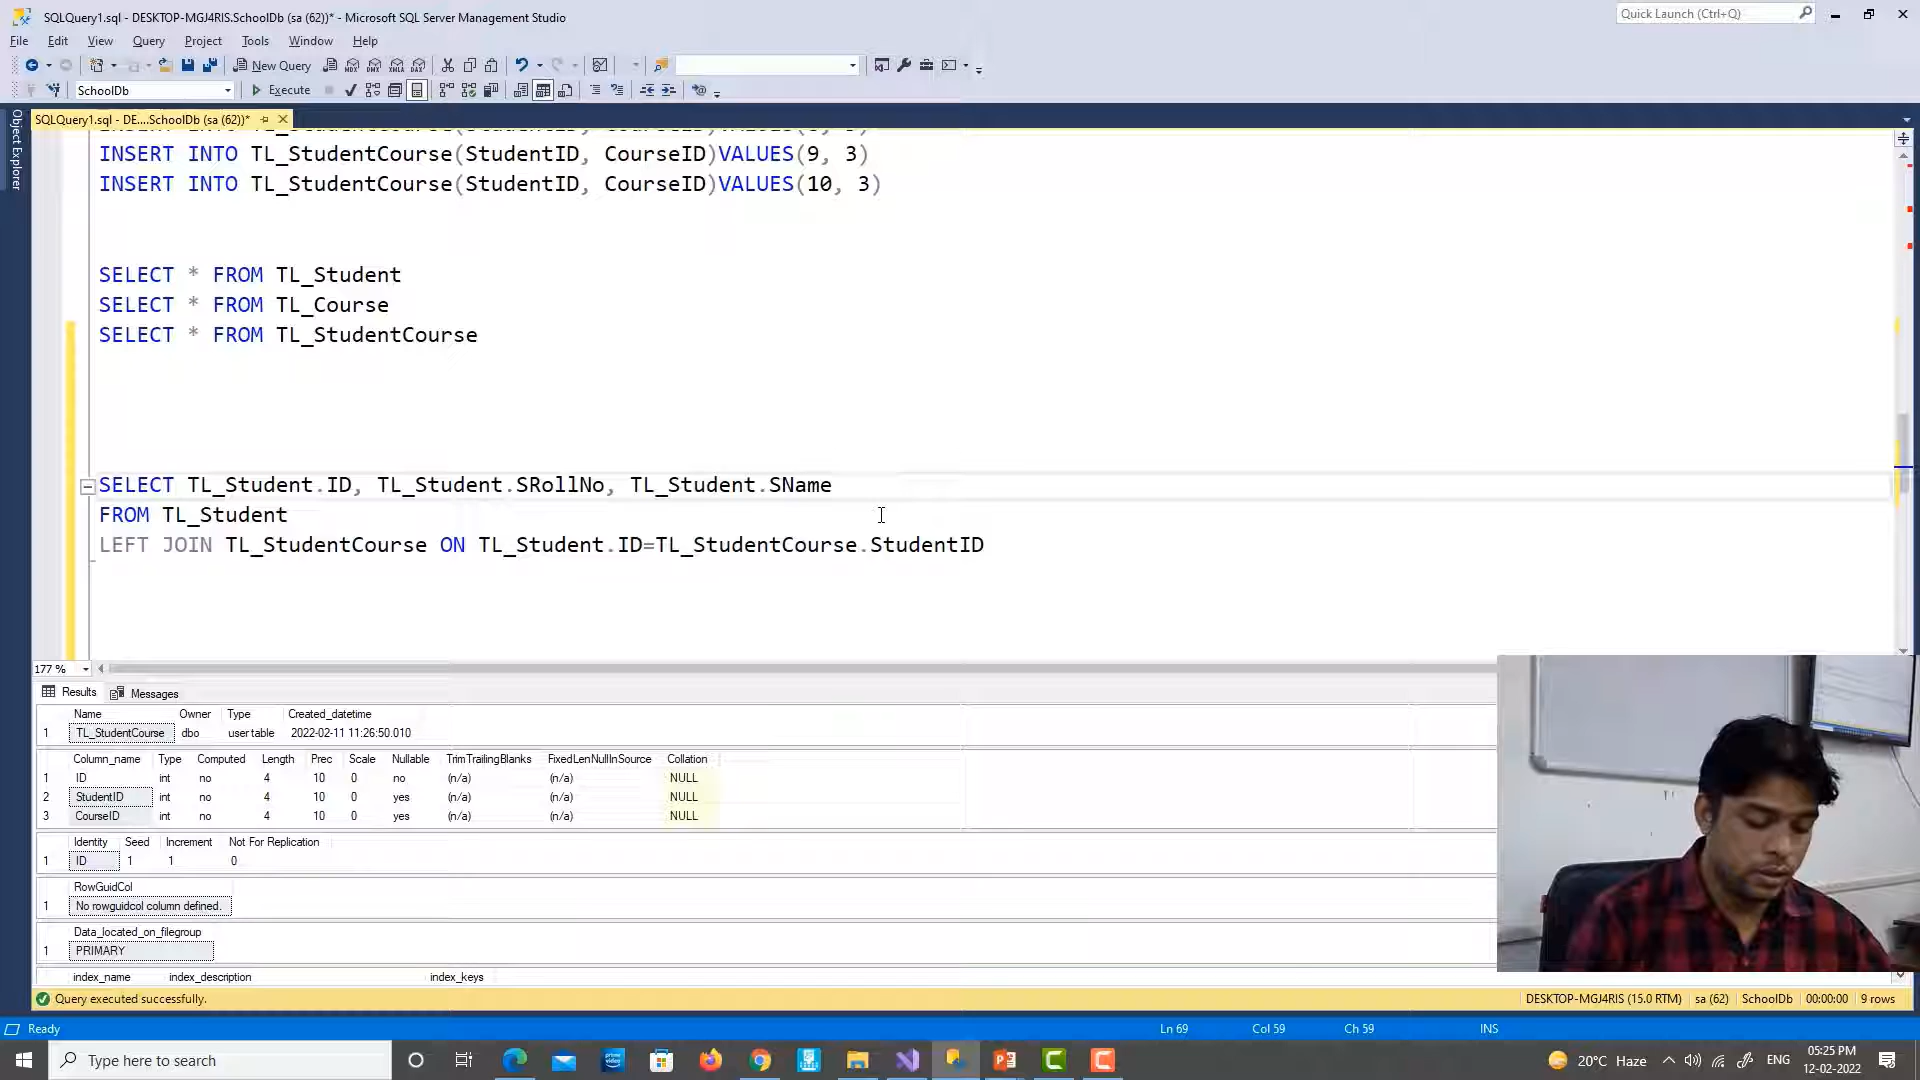 SQLQuery1.sql - DESKTOP-MGJ4RIS.SchoolDb (sa (62))* - Microsoft SQL Server Management Studio
Quick Launch (Ctrl+Q)
File Edit View Query Project Tools Window Help
New Query
SchoolDb Execute
SQLQuery1.sql - DE....SchoolDb (sa (62))*
Object Explorer
INSERT INTO TL_StudentCourse(StudentID, CourseID)VALUES(9, 3)
INSERT INTO TL_StudentCourse(StudentID, CourseID)VALUES(10, 3)
SELECT * FROM TL_Student
SELECT * FROM TL_Course
SELECT * FROM TL_StudentCourse
SELECT TL_Student.ID, TL_Student.SRollNo, TL_Student.SName
FROM TL_Student
LEFT JOIN TL_StudentCourse ON TL_Student.ID=TL_StudentCourse.StudentID
177 %
Results Messages
Name Owner Type Created_datetime
1 TL_StudentCourse dbo user table 2022-02-11 11:26:50.010
Column_name Type Computed Length Prec Scale Nullable TrimTrailingBlanks FixedLenNullInSource Collation
1 ID int no 4 10 0 no (n/a) (n/a) NULL
2 StudentID int no 4 10 0 yes (n/a) (n/a) NULL
3 CourseID int no 4 10 0 yes (n/a) (n/a) NULL
Identity Seed Increment Not For Replication
1 ID 1 1 0
RowGuidCol
1 No rowguidcol column defined.
Data_located_on_filegroup
1 PRIMARY
index_name index_description index_keys
Query executed successfully. DESKTOP-MGJ4RIS (15.0 RTM) sa (62) SchoolDb 00:00:00 9 rows
Ready Ln 69 Col 59 Ch 59 INS
Type here to search 20°C Haze ENG 05:25 PM
12-02-2022